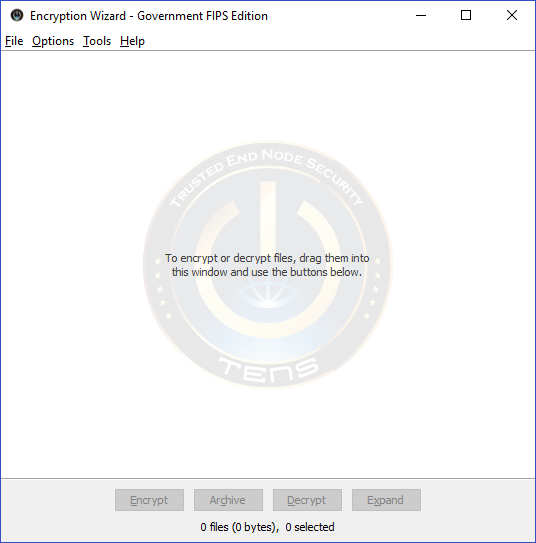 Encryption Wizard - Government FIPS Edition
File Options Tools Help
TRUSTED END NODE SECURITY
To encrypt or decrypt files, drag them into
this window and use the buttons below.
TENS
Encrypt Archive Decrypt Expand
0 files (0 bytes), 0 selected